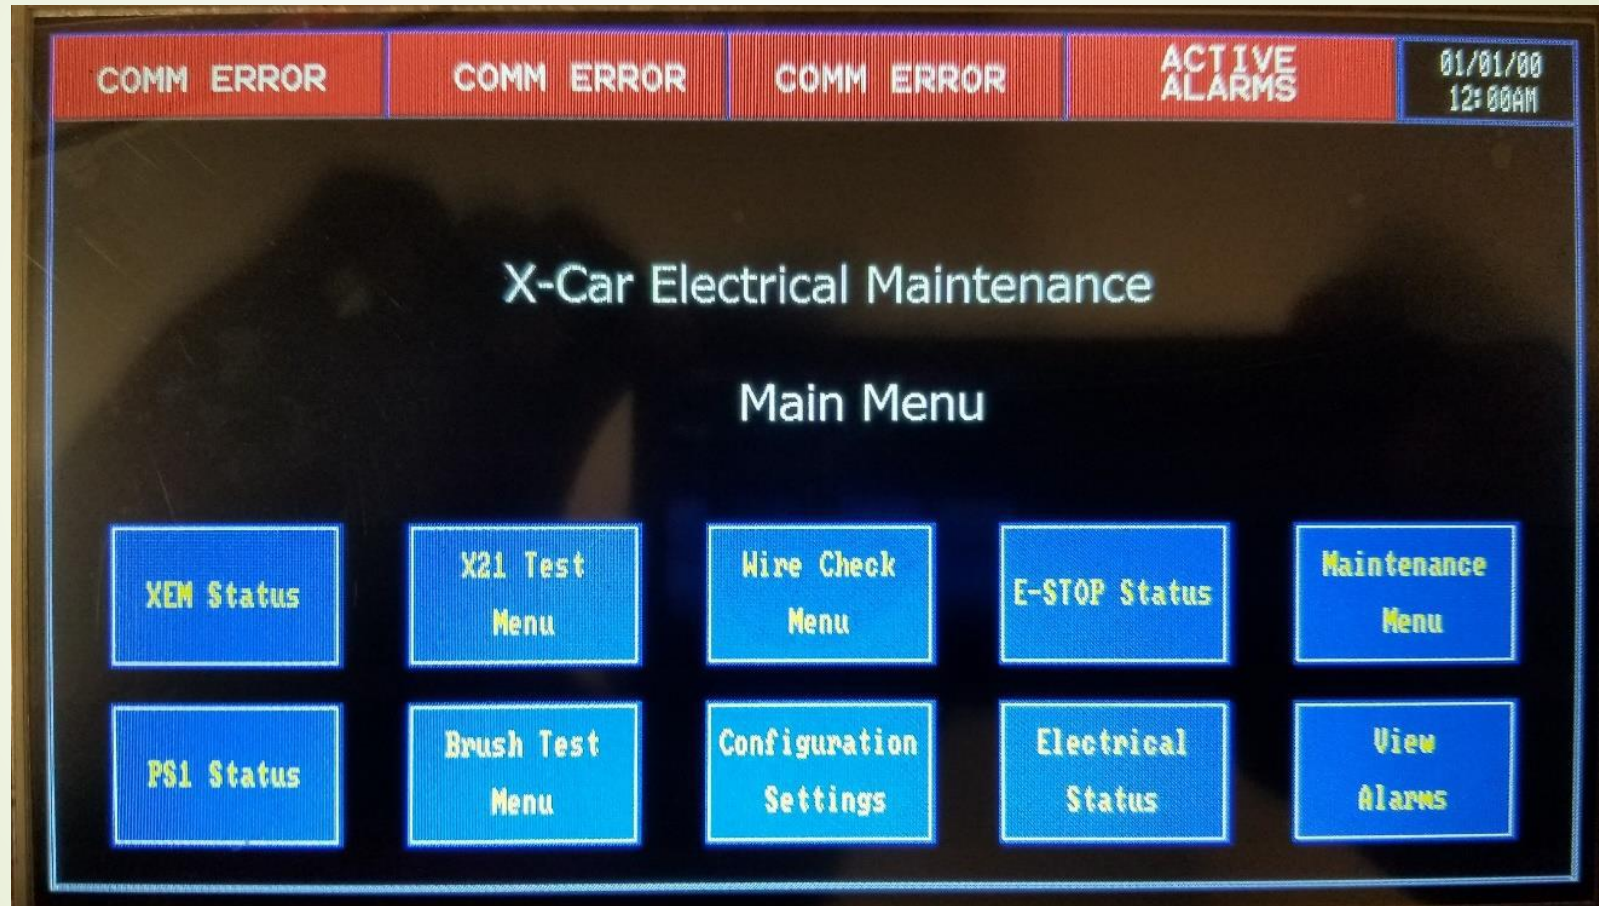 COMM ERROR COMM ERROR COMM ERROR ACTIVE ALARMS 01/01/00 12:00AM
X-Car Electrical Maintenance
Main Menu
XEM Status
X21 Test
Menu
Wire Check
Menu
E-STOP Status
Maintenance
Menu
PS1 Status
Brush Test
Menu
Configuration
Settings
Electrical
Status
View
Alarms